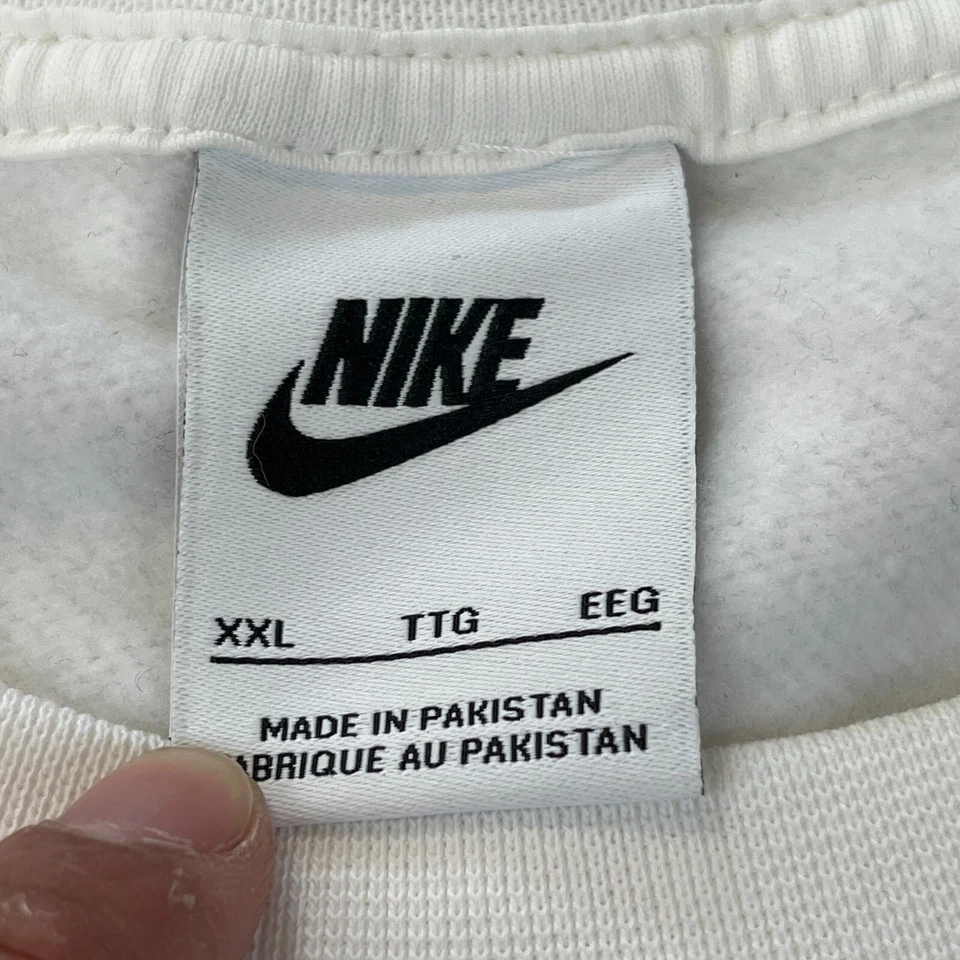 NIKE
XXL TTG EEG
MADE IN PAKISTAN
ABRIQUE AU PAKISTAN